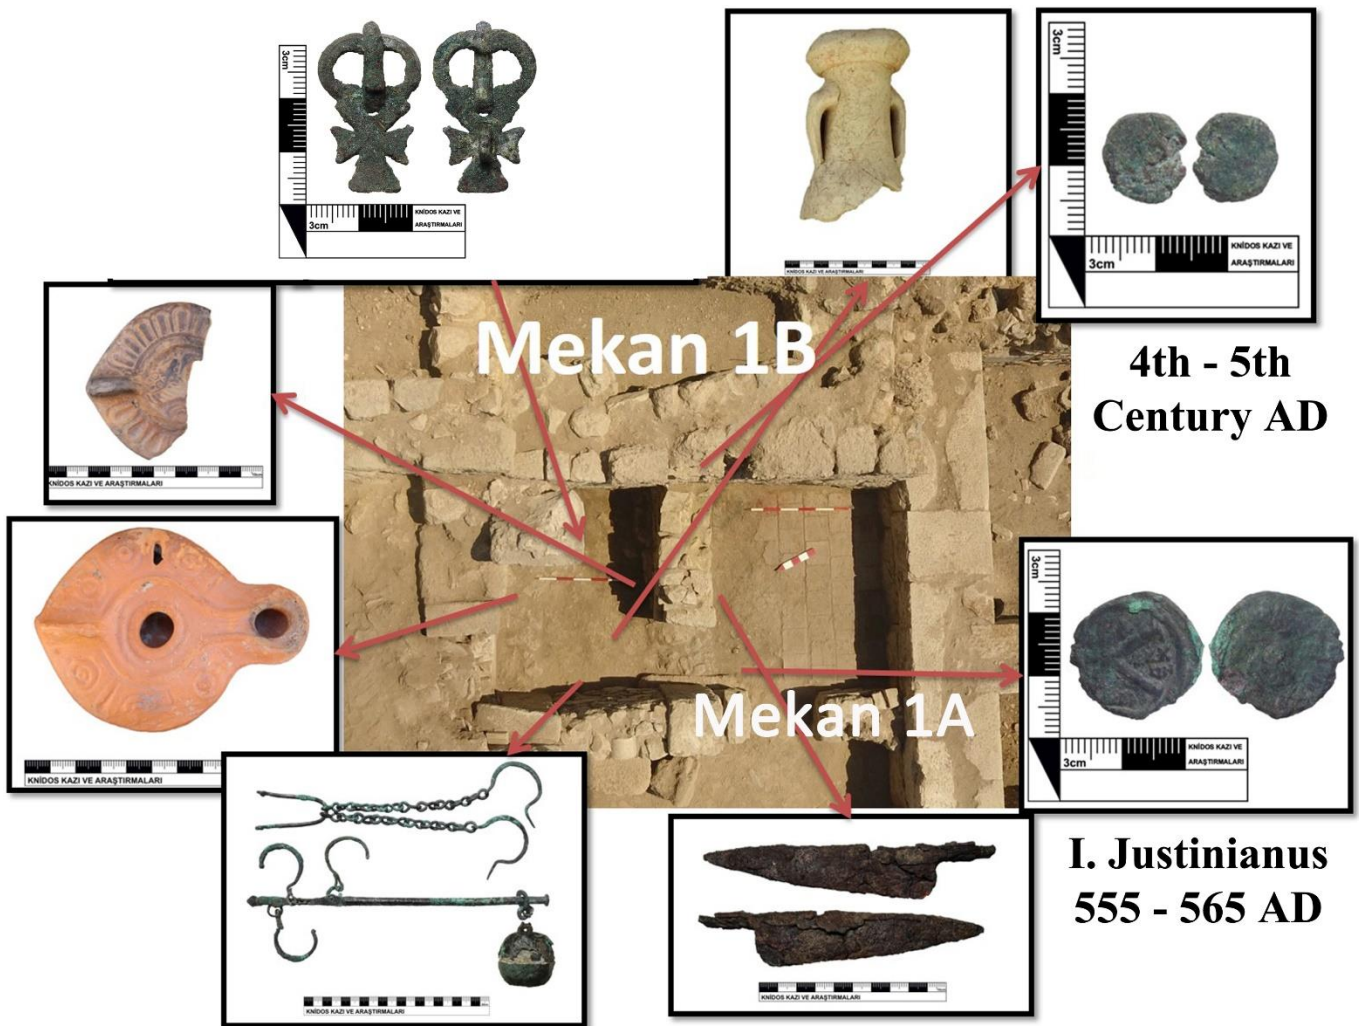 3cm
3cm
KNİDOS KAZI VE
ARAŞTIRMALARI
KNİDOS KAZI VE ARAŞTIRMALARI
3cm
3cm
KNİDOS KAZI VE
ARAŞTIRMALARI
4th - 5th
Century AD
KNİDOS KAZI VE ARAŞTIRMALARI
Mekan 1B
KNİDOS KAZI VE ARAŞTIRMALARI
Mekan 1A
3cm
3cm
KNİDOS KAZI VE
ARAŞTIRMALARI
I. Justinianus
555 - 565 AD
KNİDOS KAZI VE ARAŞTIRMALARI
KNİDOS KAZI VE ARAŞTIRMALARI